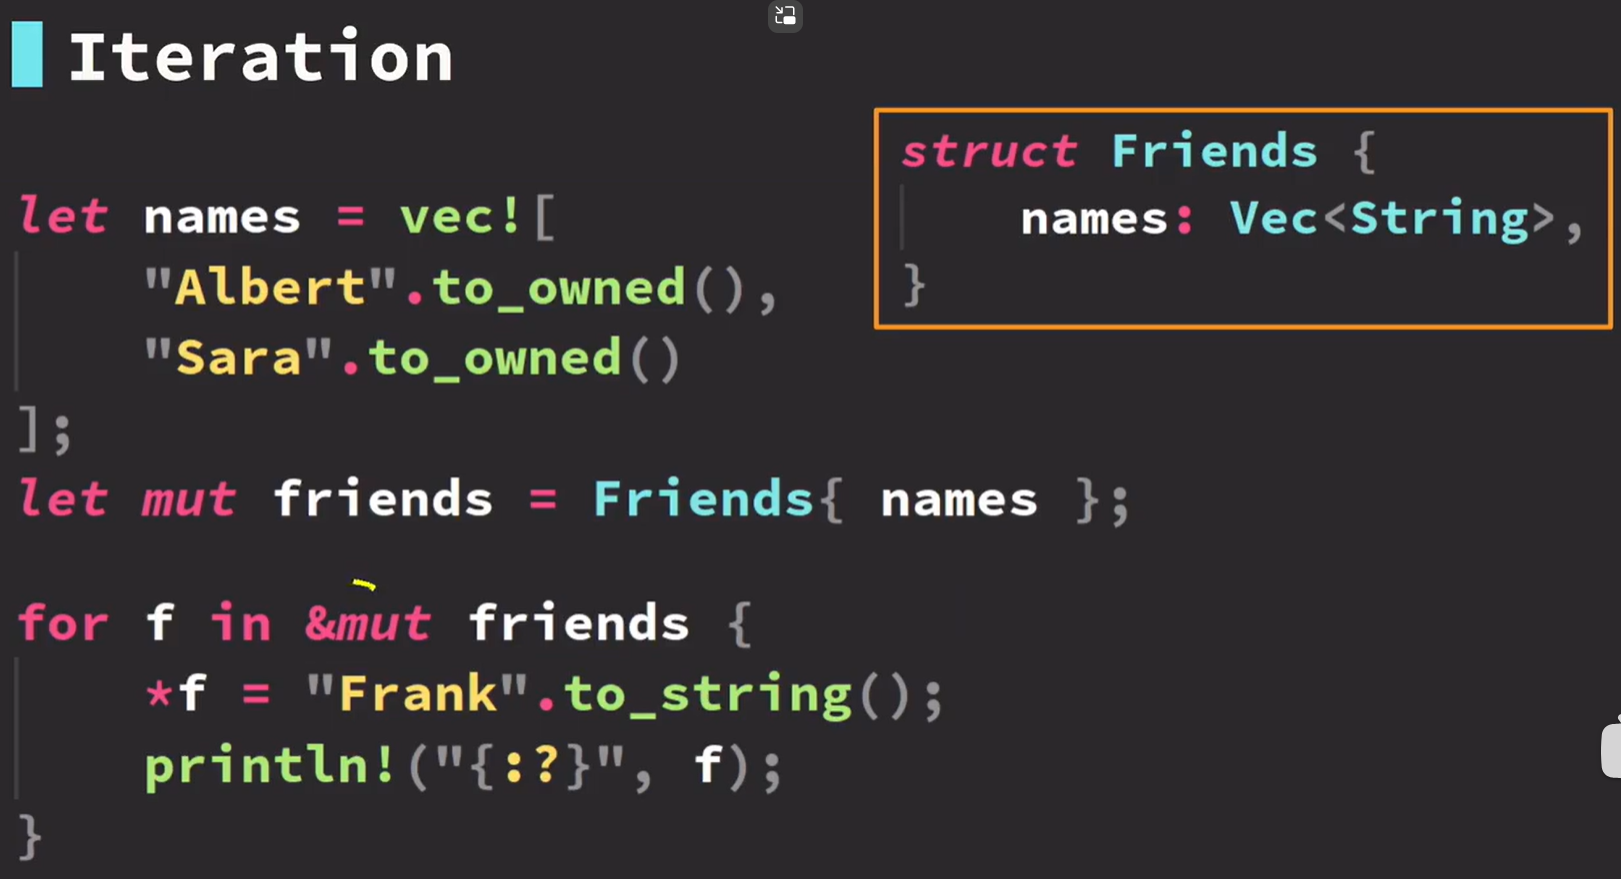 Iteration
let names = vec![
"Albert".to_owned(),
"Sara".to_owned()
];
let mut friends = Friends{ names };
for f in &mut friends {
*f = "Frank".to_string();
println!("{:?}", f);
}
struct Friends {
names: Vec<String>,
}